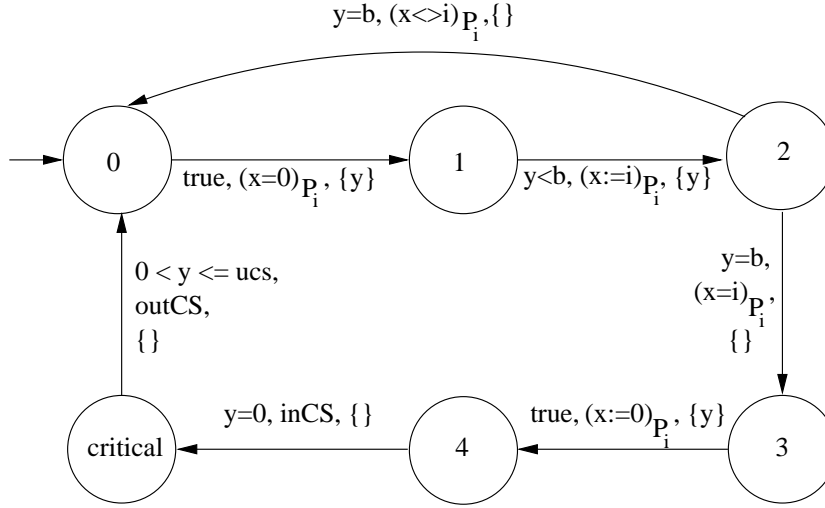 y=b, (x<>i)P_i ,{}
0
1
2
true, (x=0)P_i, {y}
y<b, (x:=i)P_i, {y}
0 < y <= ucs,
outCS,
{}
y=b,
(x=i)P_i,
{}
y=0, inCS, {}
true, (x:=0)P_i, {y}
critical
4
3